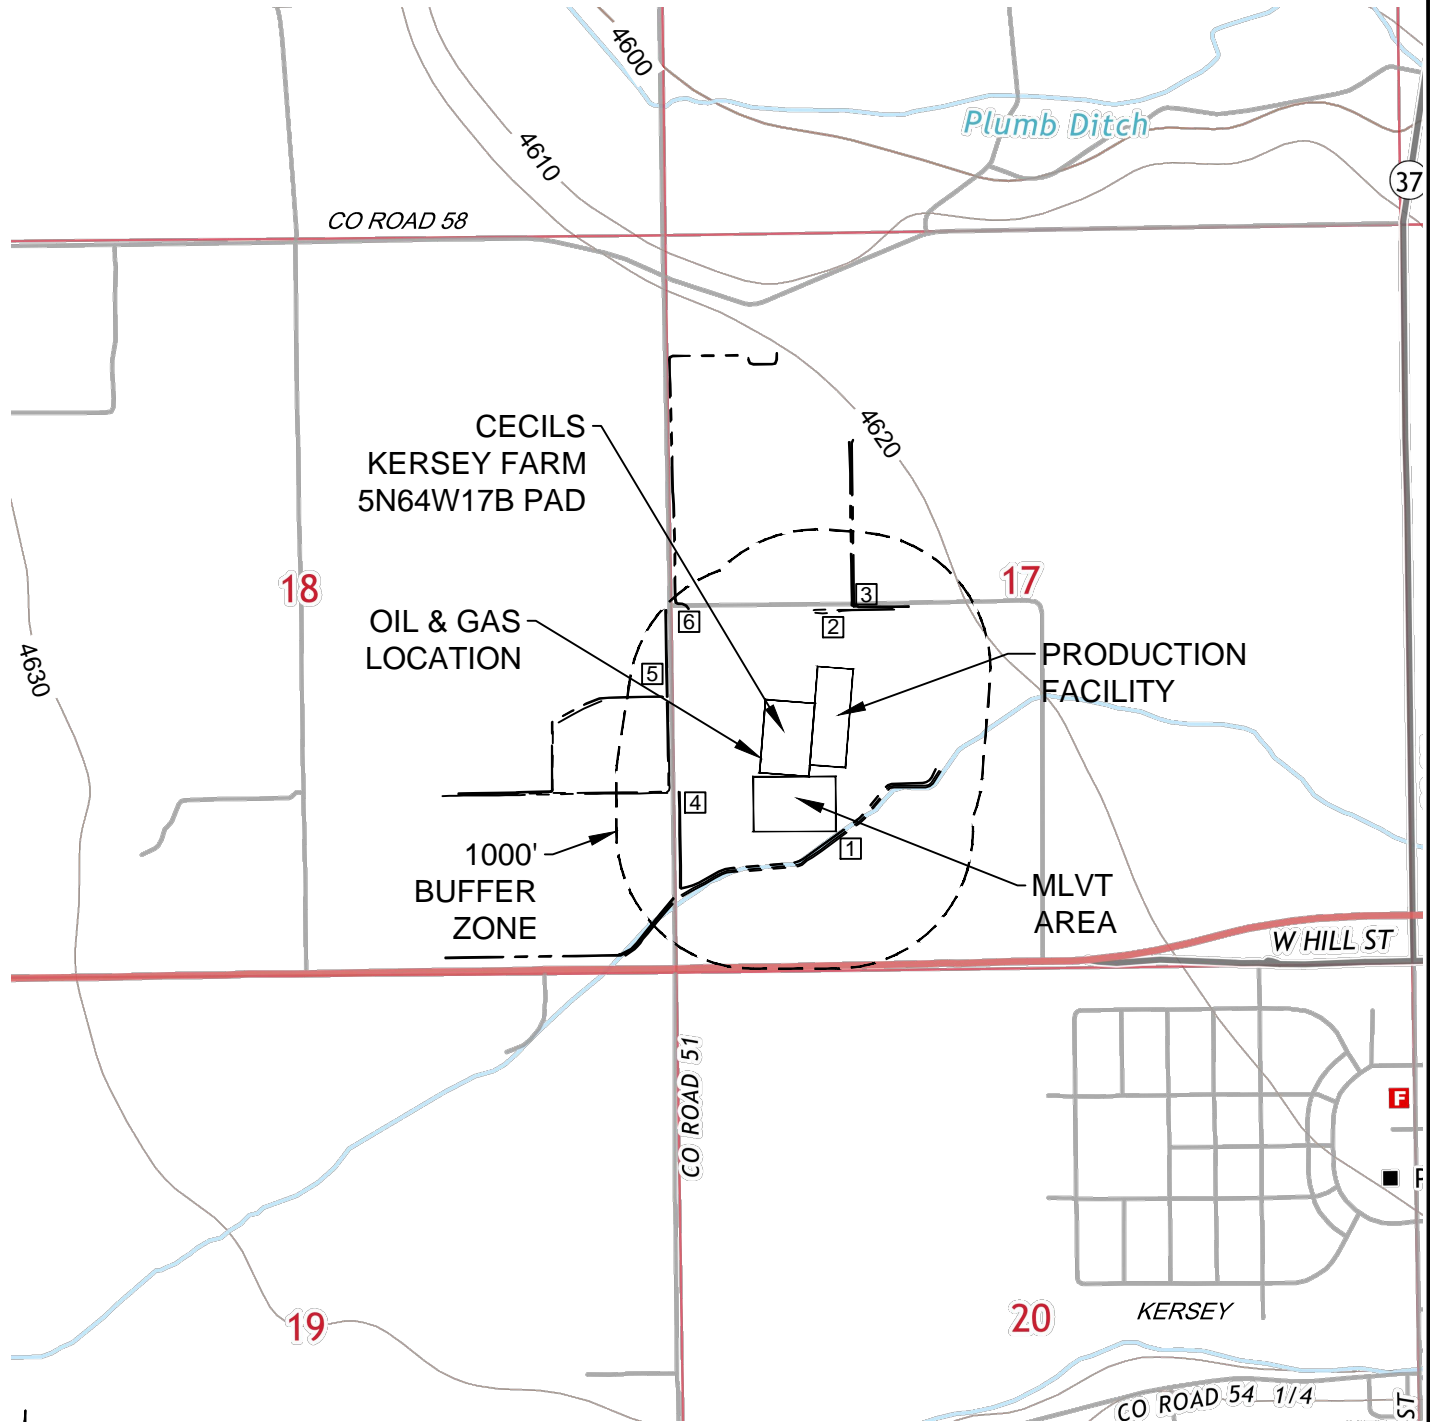 4600
Plumb Ditch
4610
37
CO ROAD 58
CECILS
KERSEY FARM
5N64W17B PAD
4620
18
17
3
6
2
OIL & GAS
LOCATION
4630
5
PRODUCTION
FACILITY
4
1
1000'
BUFFER
ZONE
MLVT
AREA
W HILL ST
CO ROAD 51
F
19
20
KERSEY
CO ROAD 54 1/4
ST